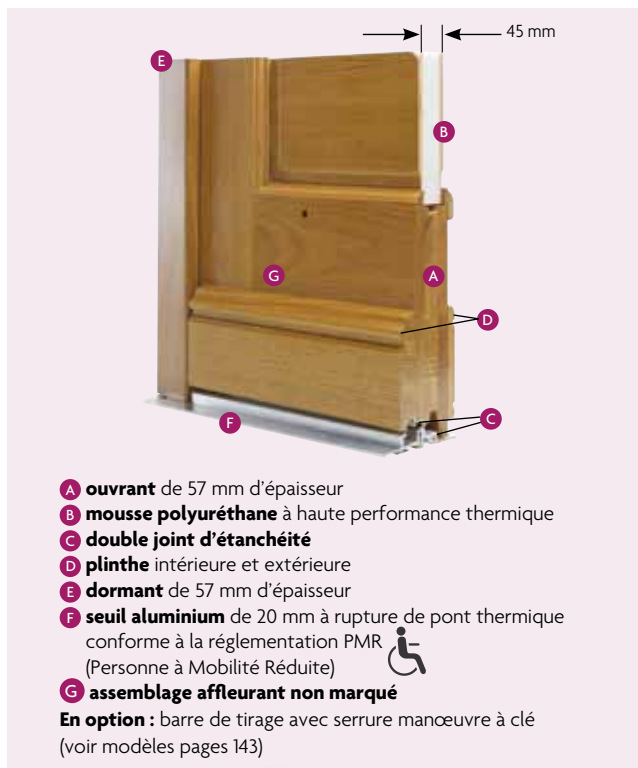 45 mm
E
B
G
A
D
C
F
A ouvrant de 57 mm d'épaisseur
B mousse polyuréthane à haute performance thermique
C double joint d'étanchéité
D plinthe intérieure et extérieure
E dormant de 57 mm d'épaisseur
F seuil aluminium de 20 mm à rupture de pont thermique
conforme à la réglementation PMR
(Personne à Mobilité Réduite)
G assemblage affleurant non marqué
En option : barre de tirage avec serrure manœuvre à clé
(voir modèles pages 143)